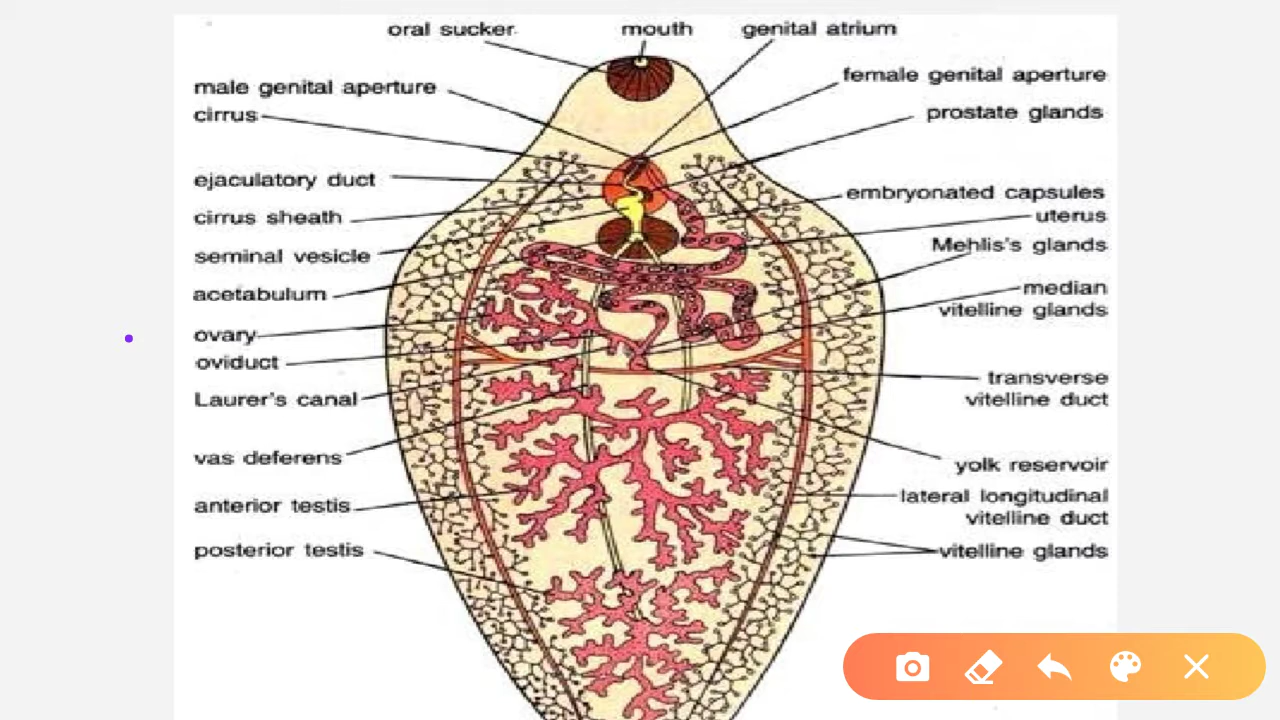 oral sucker
mouth
genital atrium
male genital aperture
female genital aperture
cirrus
prostate glands
ejaculatory duct
embryonated capsules
cirrus sheath
uterus
seminal vesicle
Mehlis's glands
acetabulum
median
vitelline glands
ovary
oviduct
transverse
vitelline duct
Laurer's canal
vas deferens
yolk reservoir
anterior testis
lateral longitudinal
vitelline duct
posterior testis
vitelline glands